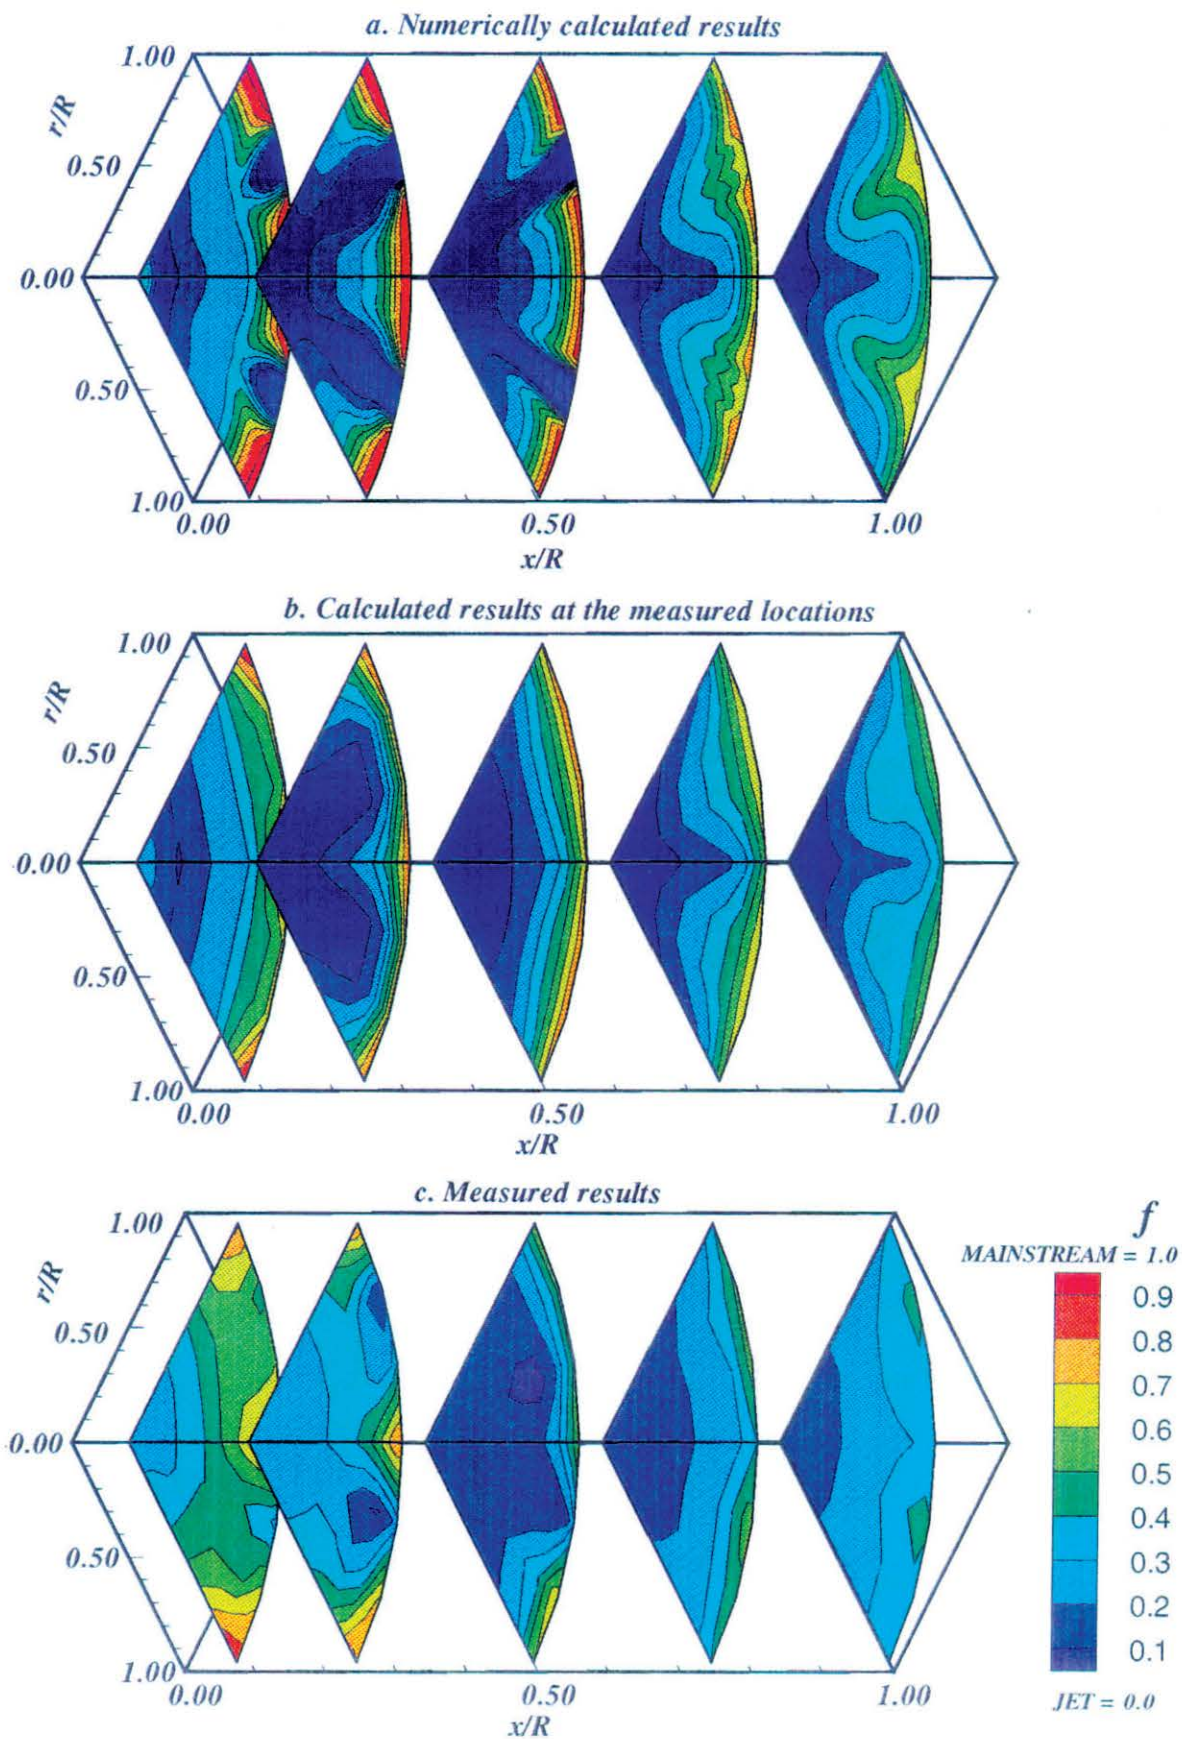 a. Numerically calculated results
1.00
r/R
0.50
0.00
0.50
1.00
0.00 0.50 1.00
x/R
b. Calculated results at the measured locations
1.00
r/R
0.50
0.00
0.50
1.00
0.00 0.50 1.00
x/R
c. Measured results
1.00
r/R
0.50
0.00
0.50
1.00
0.00 0.50 1.00
x/R
f
MAINSTREAM = 1.0
0.9
0.8
0.7
0.6
0.5
0.4
0.3
0.2
0.1
JET = 0.0